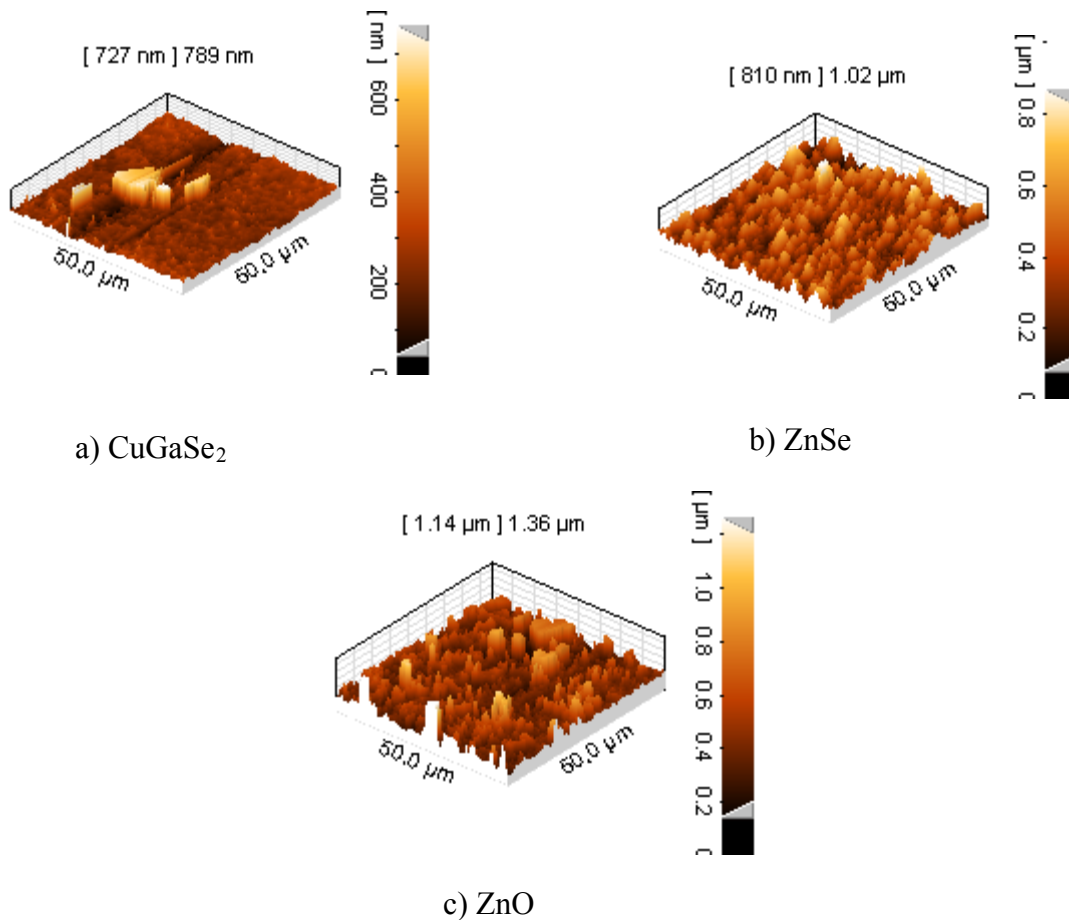 [ 727 nm ] 789 nm
[ nm ]
600
400
200
0
50.0 µm
60.0 µm
a) CuGaSe₂
[ 810 nm ] 1.02 µm
[ µm ]
0.8
0.6
0.4
0.2
0
50.0 µm
60.0 µm
b) ZnSe
[ 1.14 µm ] 1.36 µm
[ µm ]
1.0
0.8
0.6
0.4
0.2
0
50.0 µm
60.0 µm
c) ZnO